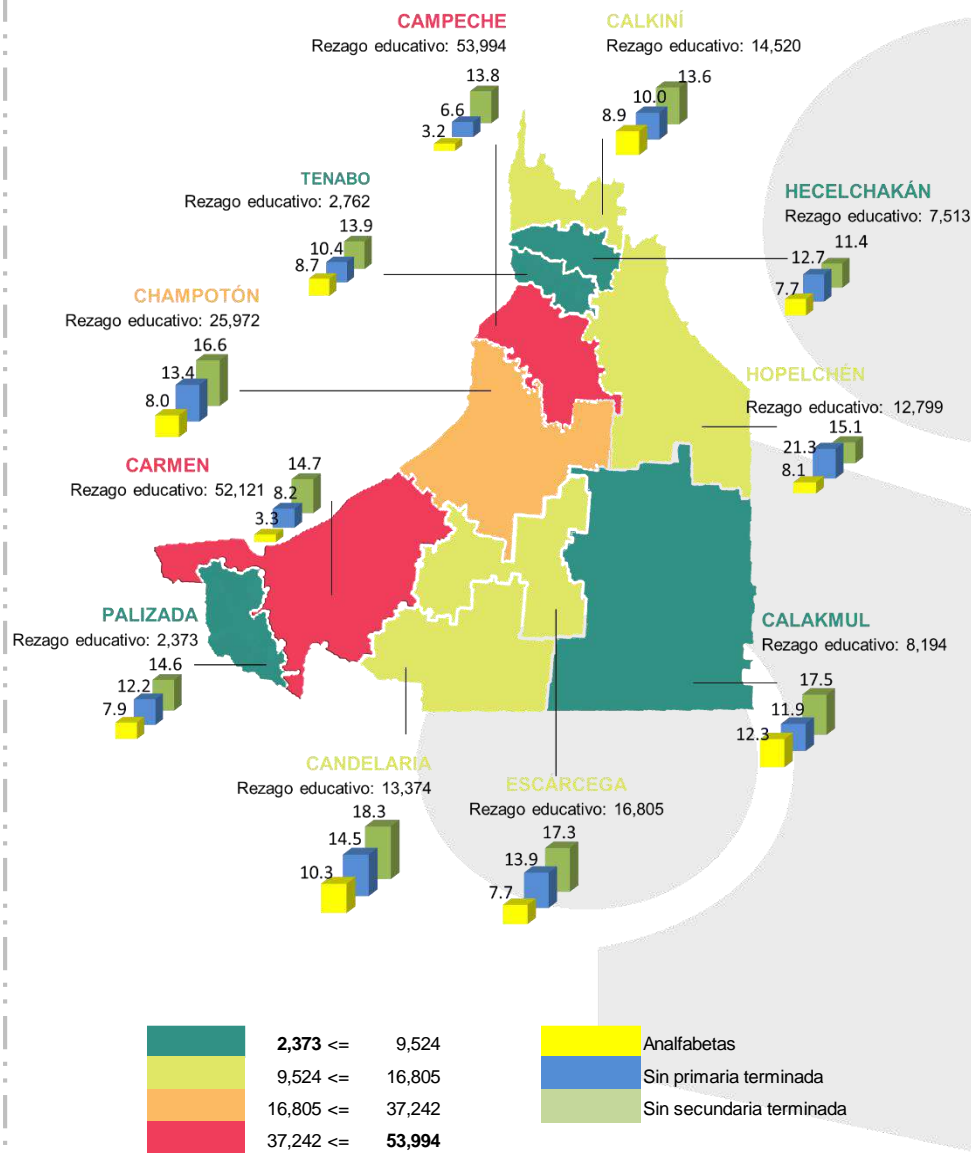 CAMPECHE
Rezago educativo: 53,994
13.8
6.6
3.2
CALKINÍ
Rezago educativo: 14,520
13.6
10.0
8.9
TENABO
Rezago educativo: 2,762
13.9
10.4
8.7
HECELCHAKÁN
Rezago educativo: 7,513
11.4
12.7
7.7
CHAMPOTÓN
Rezago educativo: 25,972
16.6
13.4
8.0
HOPELCHÉN
Rezago educativo: 12,799
15.1
21.3
8.1
CARMEN
Rezago educativo: 52,121
14.7
8.2
3.3
PALIZADA
Rezago educativo: 2,373
14.6
12.2
7.9
CALAKMUL
Rezago educativo: 8,194
17.5
11.9
12.3
CANDELARIA
Rezago educativo: 13,374
18.3
14.5
10.3
ESCÁRCEGA
Rezago educativo: 16,805
17.3
13.9
7.7
2,373 <= 9,524
9,524 <= 16,805
16,805 <= 37,242
37,242 <= 53,994
Analfabetas
Sin primaria terminada
Sin secundaria terminada